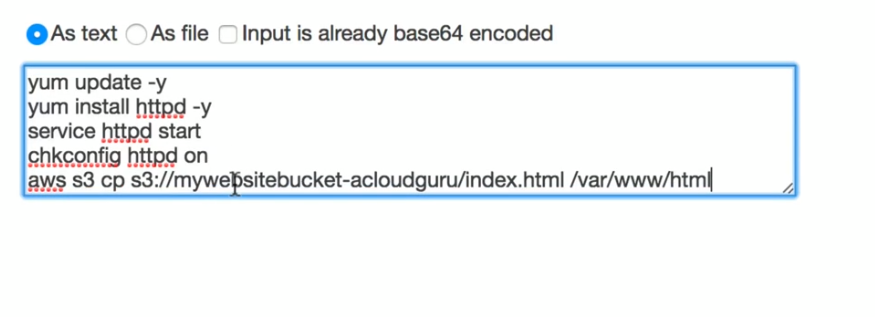 As text As file Input is already base64 encoded
yum update -y
yum install httpd -y
service httpd start
chkconfig httpd on
aws s3 cp s3://mywebsitebucket-acloudguru/index.html /var/www/html